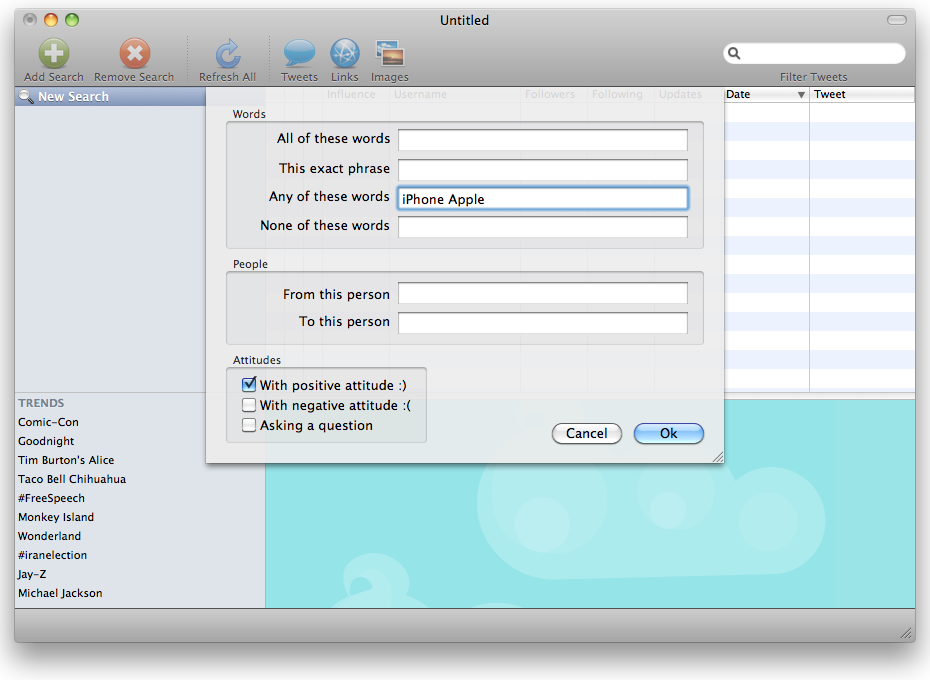 Untitled
Add Search Remove Search Refresh All Tweets Links Images Filter Tweets
New Search
Influence Username Followers Following Updates Date Tweet
Words
All of these words
This exact phrase
Any of these words iPhone Apple
None of these words
People
From this person
To this person
Attitudes
With positive attitude :)
With negative attitude :(
Asking a question
Cancel Ok
TRENDS
Comic-Con
Goodnight
Tim Burton's Alice
Taco Bell Chihuahua
#FreeSpeech
Monkey Island
Wonderland
#iranelection
Jay-Z
Michael Jackson